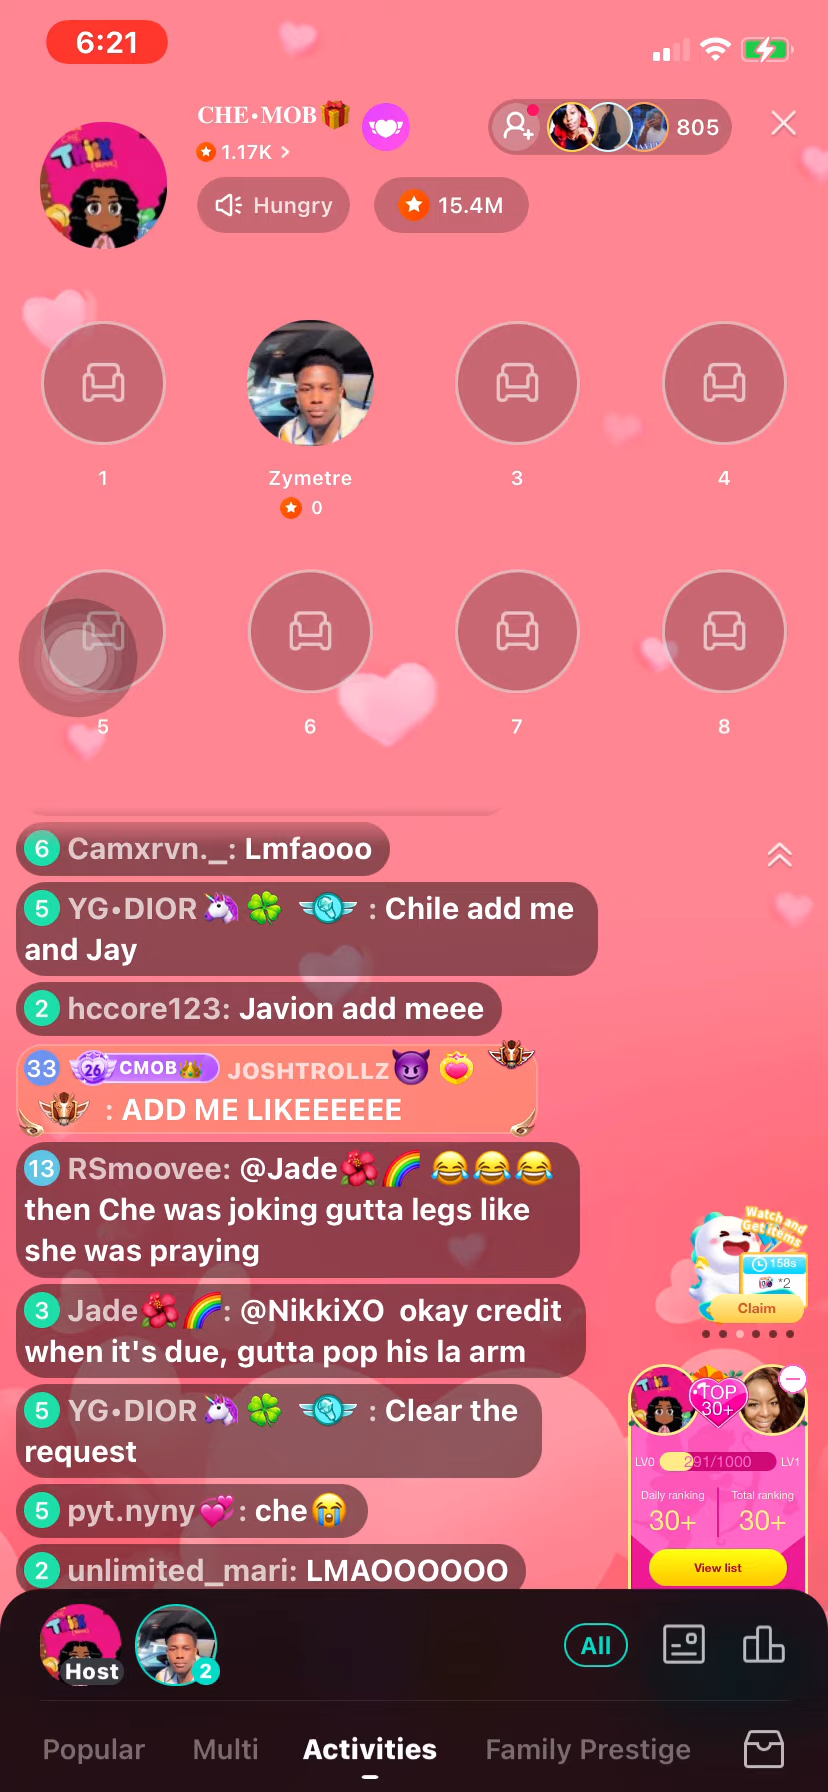 6:21
CHE•MOB🎁
1.17K >
805
Hungry
15.4M
1
Zymetre
3
4
0
5
6
7
8
6 Camxrvn._: Lmfaooo
5 YG•DIOR🦄🍀 : Chile add me
and Jay
2 hccore123: Javion add meee
33 26 CMOB JOSHTROLLZ😈
: ADD ME LIKEEEEEE
13 RSmoovee: @Jade🌺🌈 😂😂😂
then Che was joking gutta legs like
she was praying
3 Jade🌺🌈: @NikkiXO okay credit
when it's due, gutta pop his la arm
5 YG•DIOR🦄🍀 : Clear the
request
5 pyt.nyny💞: che😭
2 unlimited_mari: LMAOOOOOO
Watch and
Get items
158s
*2
Claim
TOP
30+
LV0 291/1000 LV1
Daily ranking Total ranking
30+ 30+
View list
Host
2
All
Popular Multi Activities Family Prestige